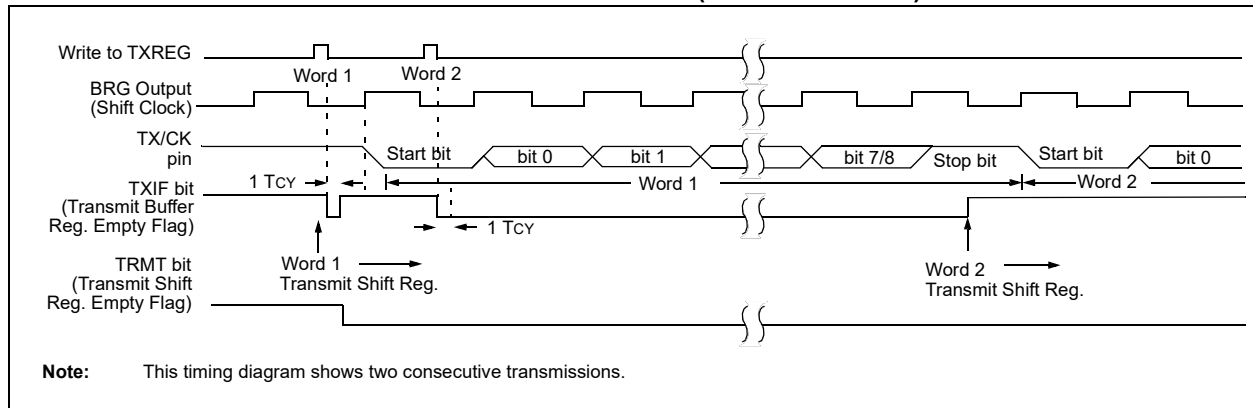 Write to TXREG
Word 1 Word 2
BRG Output
(Shift Clock)
TX/CK
pin
Start bit bit 0 bit 1 bit 7/8 Stop bit Start bit bit 0
1 TCY
Word 1 Word 2
TXIF bit
(Transmit Buffer
Reg. Empty Flag)
1 TCY
Word 1
Transmit Shift Reg.
Word 2
Transmit Shift Reg.
TRMT bit
(Transmit Shift
Reg. Empty Flag)
Note: This timing diagram shows two consecutive transmissions.